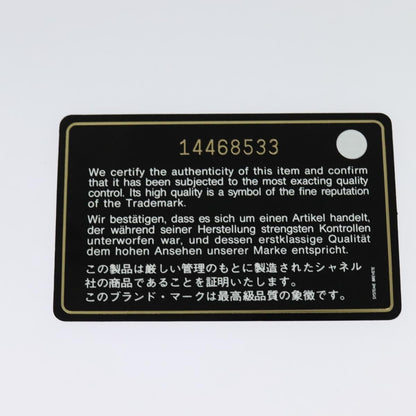 14468533
We certify the authenticity of this item and confirm
that it has been subjected to the most exacting quality
control. Its high quality is a symbol of the fine reputation
of the Trademark.
Wir bestätigen, dass es sich um einen Artikel handelt,
der während seiner Herstellung strengsten Kontrollen
unterworfen war, und dessen erstklassige Qualität
dem hohen Ansehen unserer Marke entspricht.
この製品は厳しい管理のもとに製造されたシャネル
社の商品であることを証明いたします。
このブランド・マークは最高級品質の象徴です。